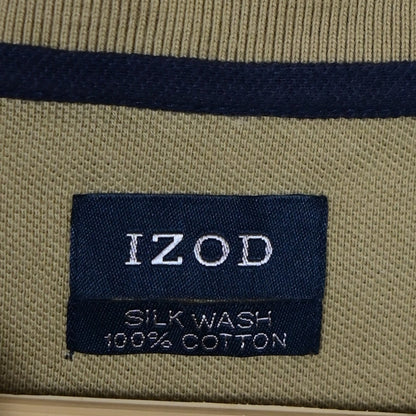 IZOD
SILK WASH
100% COTTON